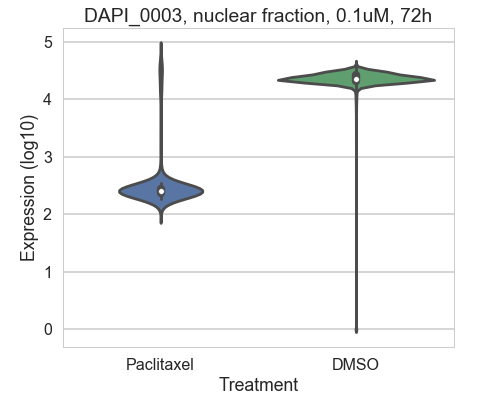 DAPI_0003, nuclear fraction, 0.1uM, 72h
Expression (log10)
5
4
3
2
1
0
Paclitaxel DMSO
Treatment